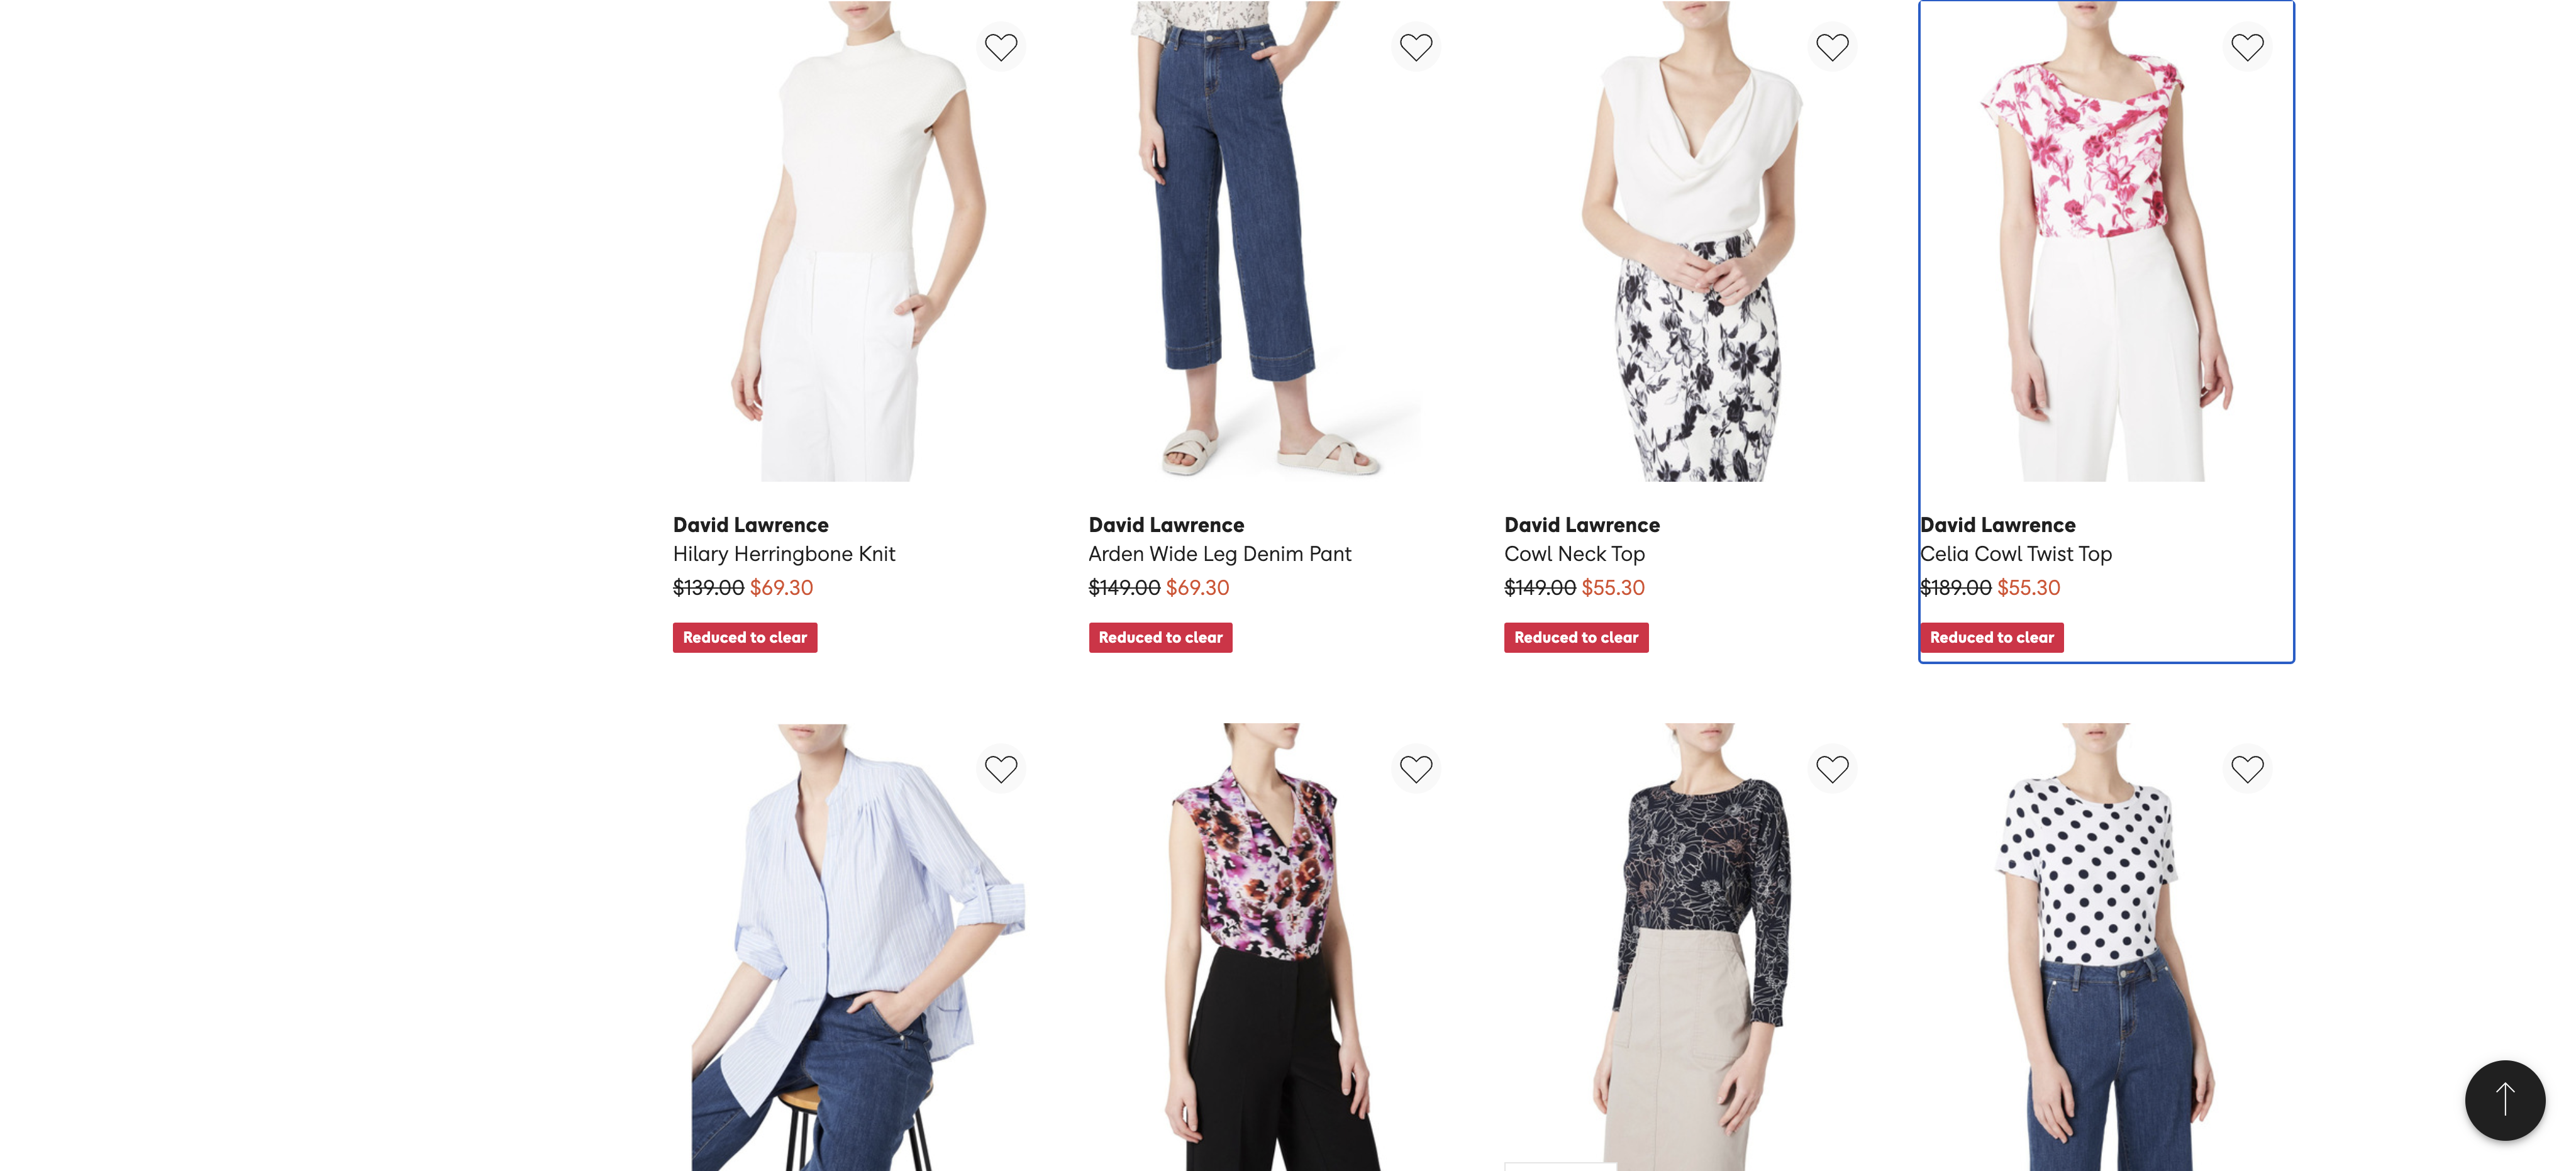 David Lawrence
Hilary Herringbone Knit
$139.00 $69.30
Reduced to clear
David Lawrence
Arden Wide Leg Denim Pant
$149.00 $69.30
Reduced to clear
David Lawrence
Cowl Neck Top
$149.00 $55.30
Reduced to clear
David Lawrence
Celia Cowl Twist Top
$189.00 $55.30
Reduced to clear